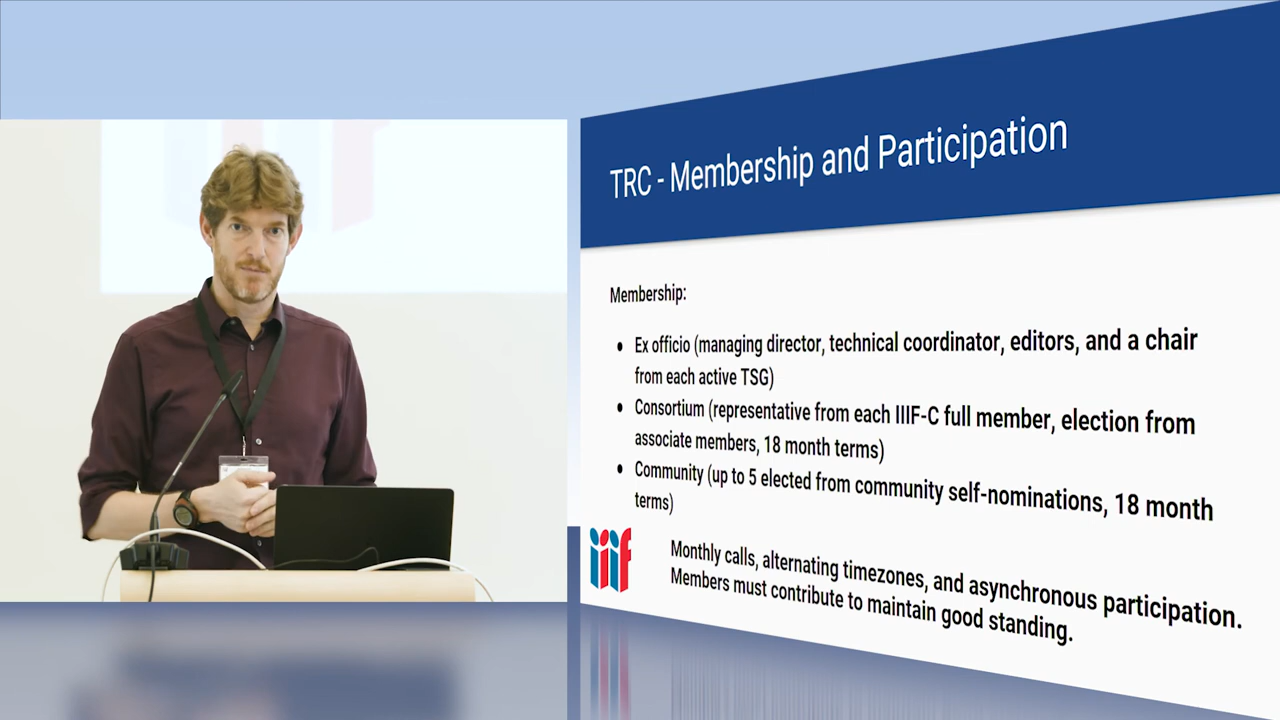 TRC - Membership and Participation
Membership:
• Ex officio (managing director, technical coordinator, editors, and a chair
from each active TSG)
• Consortium (representative from each IIIF-C full member, election from
associate members, 18 month terms)
• Community (up to 5 elected from community self-nominations, 18 month
terms)
iiif
Monthly calls, alternating timezones, and asynchronous participation.
Members must contribute to maintain good standing.